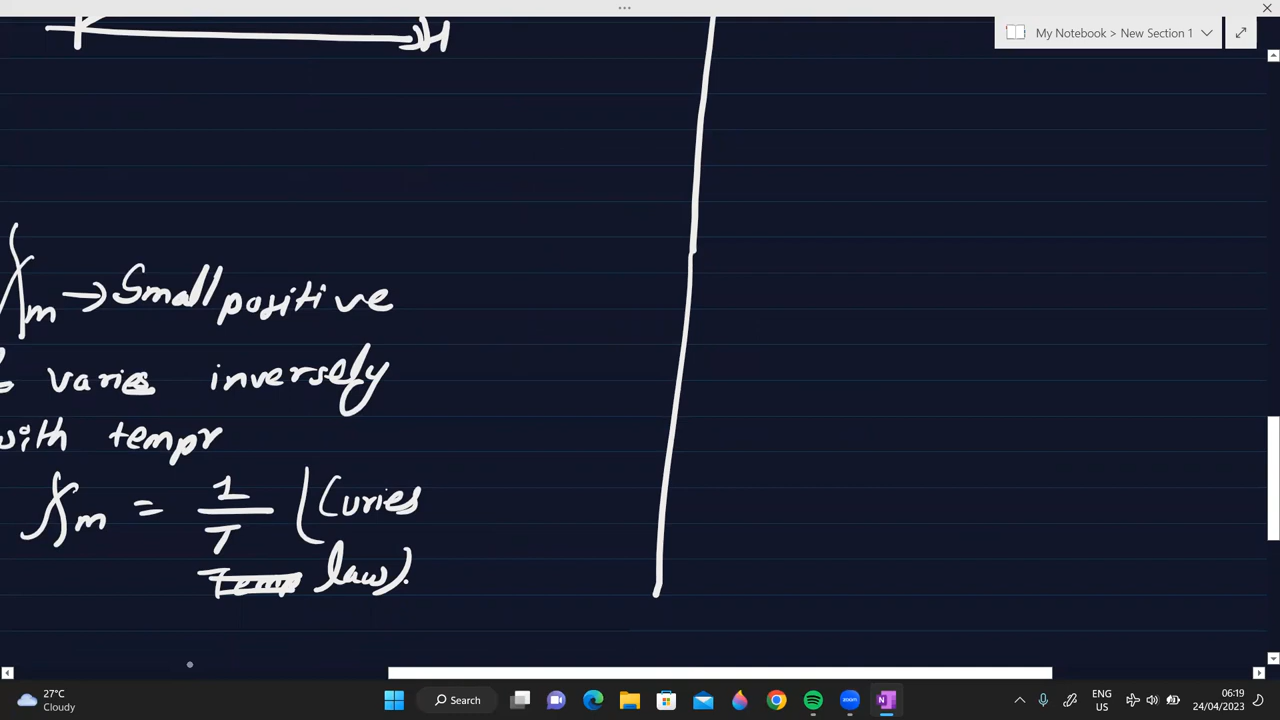 My Notebook > New Section 1
H
χm → Small positive
& varies inversely
with tempr
χm = 1/T (Curies
law).
27°C
Cloudy
Search
zoom
ENG
US
06:19
24/04/2023